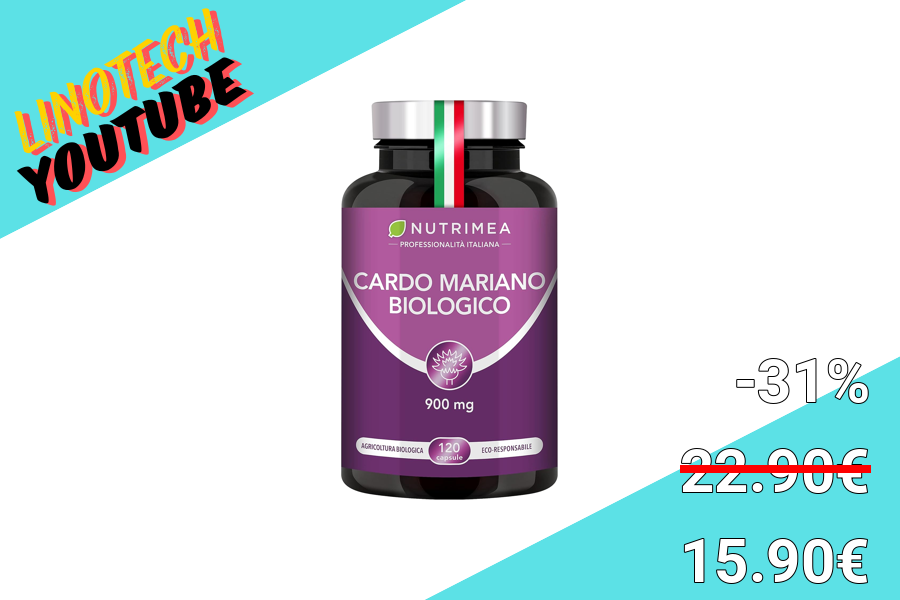 LINOTECH
YOUTUBE
NUTRIMEA
PROFESSIONALITÀ ITALIANA
CARDO MARIANO
BIOLOGICO
900 mg
AGRICOLTURA BIOLOGICA
120
capsule
ECO-RESPONSABILE
-31%
22.90€
15.90€